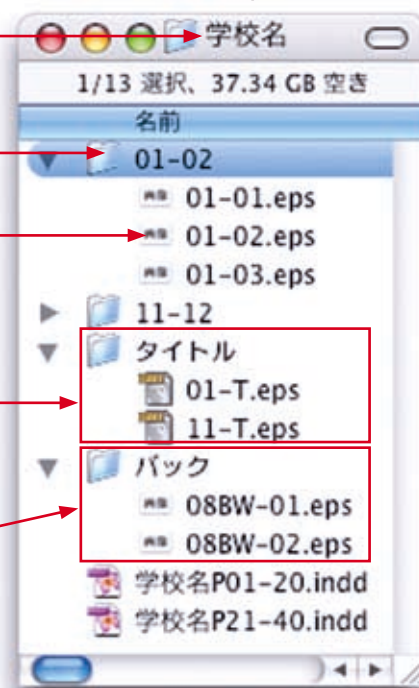 学校名
1/13 選択、37.34 GB 空き
名前
01-02
01-01.eps
01-02.eps
01-03.eps
11-12
タイトル
01-T.eps
11-T.eps
バック
08BW-01.eps
08BW-02.eps
学校名P01-20.indd
学校名P21-40.indd